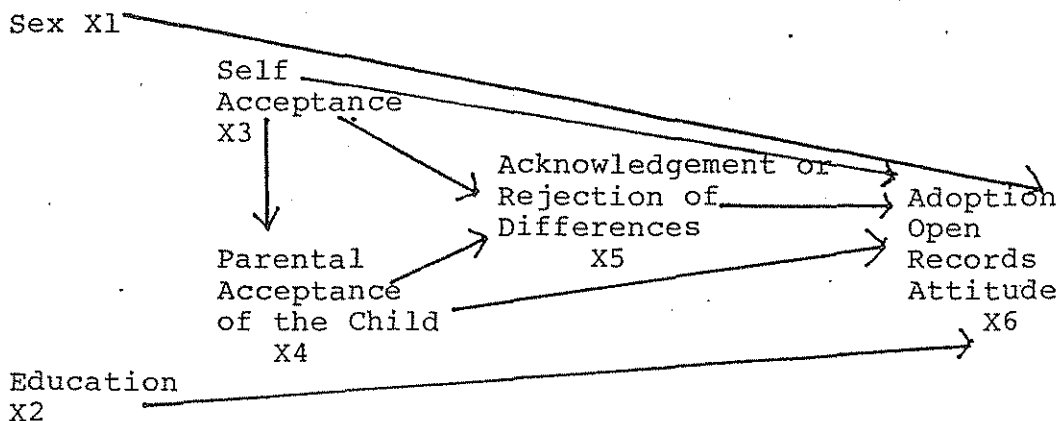 Sex X1
Self
Acceptance
X3
Acknowledgement or
Rejection of
Differences
X5
Adoption
Open
Records
Attitude
X6
Parental
Acceptance
of the Child
X4
Education
X2